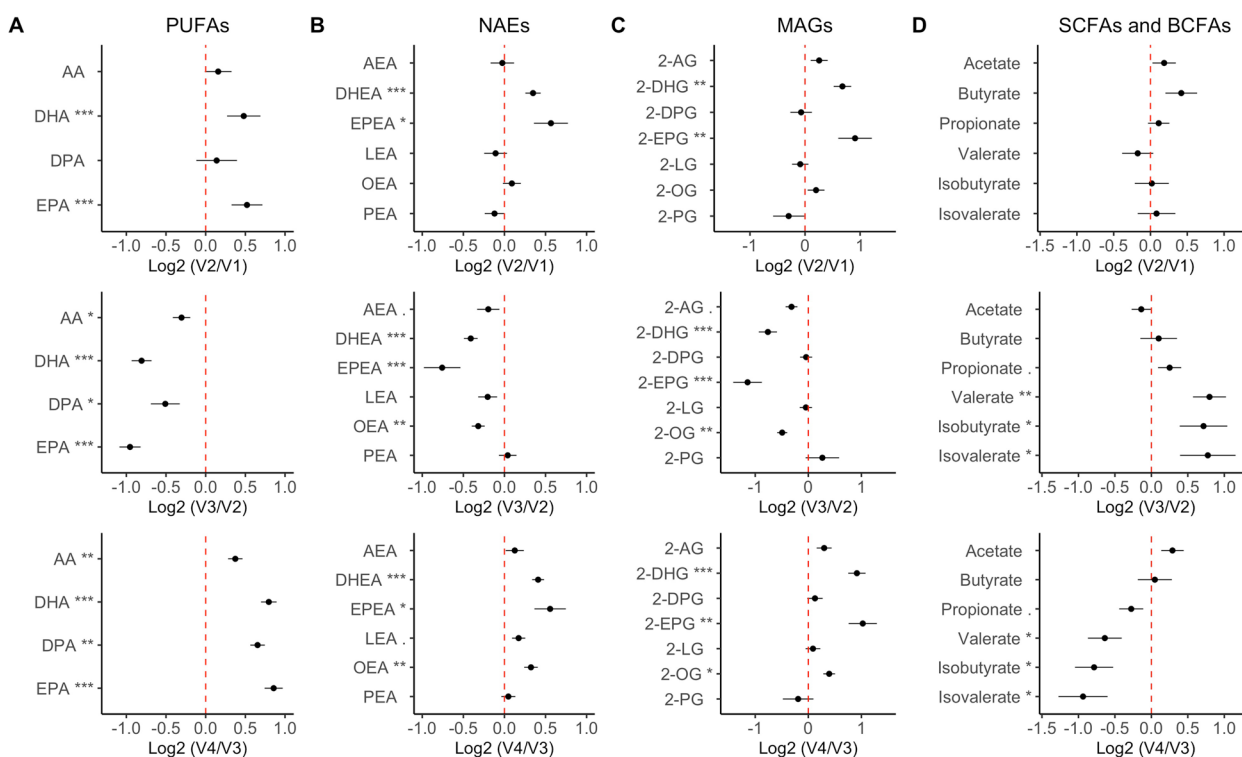 A PUFAs B NAEs C MAGs D SCFAs and BCFAs
AA
DHA ***
DPA
EPA ***
-1.0 -0.5 0.0 0.5 1.0
Log2 (V2/V1)
AEA
DHEA ***
EPEA *
LEA
OEA
PEA
-1.0 -0.5 0.0 0.5 1.0
Log2 (V2/V1)
2-AG
2-DHG **
2-DPG
2-EPG **
2-LG
2-OG
2-PG
-1 0 1
Log2 (V2/V1)
Acetate
Butyrate
Propionate
Valerate
Isobutyrate
Isovalerate
-1.5 -1.0 -0.5 0.0 0.5 1.0
Log2 (V2/V1)
AA *
DHA ***
DPA *
EPA ***
-1.0 -0.5 0.0 0.5 1.0
Log2 (V3/V2)
AEA .
DHEA ***
EPEA ***
LEA
OEA **
PEA
-1.0 -0.5 0.0 0.5 1.0
Log2 (V3/V2)
2-AG .
2-DHG ***
2-DPG
2-EPG ***
2-LG
2-OG **
2-PG
-1 0 1
Log2 (V3/V2)
Acetate
Butyrate
Propionate .
Valerate **
Isobutyrate *
Isovalerate *
-1.5 -1.0 -0.5 0.0 0.5 1.0
Log2 (V3/V2)
AA **
DHA ***
DPA **
EPA ***
-1.0 -0.5 0.0 0.5 1.0
Log2 (V4/V3)
AEA
DHEA ***
EPEA *
LEA .
OEA **
PEA
-1.0 -0.5 0.0 0.5 1.0
Log2 (V4/V3)
2-AG
2-DHG ***
2-DPG
2-EPG **
2-LG
2-OG *
2-PG
-1 0 1
Log2 (V4/V3)
Acetate
Butyrate
Propionate .
Valerate *
Isobutyrate *
Isovalerate *
-1.5 -1.0 -0.5 0.0 0.5 1.0
Log2 (V4/V3)